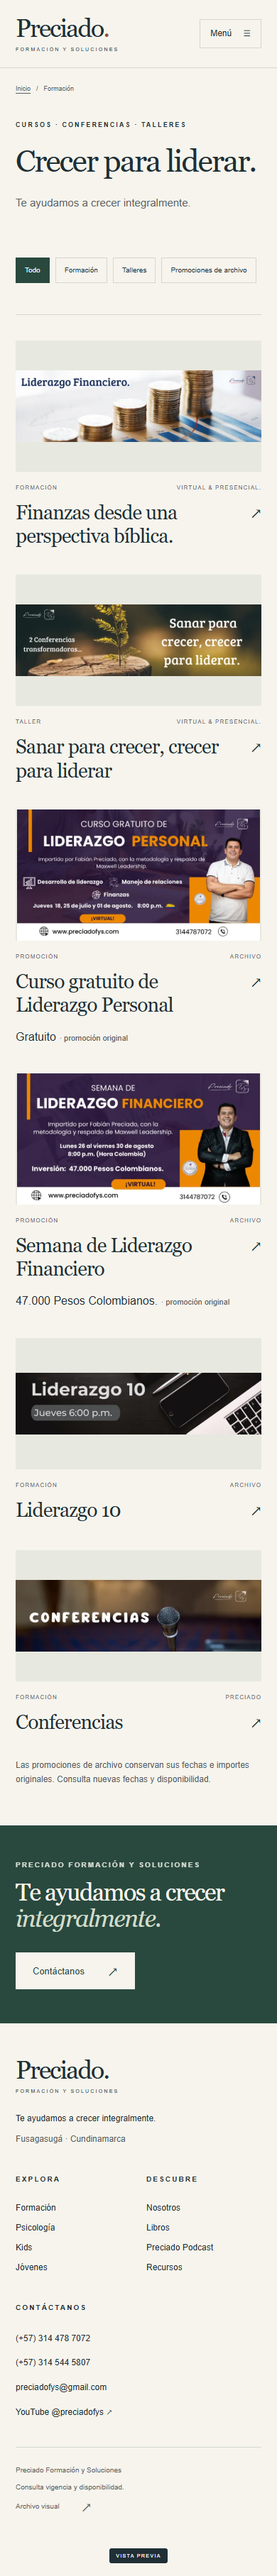 Preciado.
FORMACIÓN Y SOLUCIONES
Menú
Inicio / Formación
CURSOS · CONFERENCIAS · TALLERES
Crecer para liderar.
Te ayudamos a crecer integralmente.
Todo
Formación
Talleres
Promociones de archivo
Liderazgo Financiero.
FORMACIÓN
VIRTUAL & PRESENCIAL.
Finanzas desde una
perspectiva bíblica.
2 Conferencias
transformadoras...
Sanar para
crecer, crecer
para liderar.
TALLER
VIRTUAL & PRESENCIAL.
Sanar para crecer, crecer
para liderar
CURSO GRATUITO DE
LIDERAZGO PERSONAL
Impartido por Fabián Preciado, con la metodología y respaldo de
Maxwell Leadership.
Desarrollo de liderazgo
Manejo de relaciones
Finanzas
Jueves 18, 25 de julio y 01 de agosto. 8:00 p.m.
¡VIRTUAL!
www.preciadofys.com
3144787072
PROMOCIÓN
ARCHIVO
Curso gratuito de
Liderazgo Personal
Gratuito · promoción original
SEMANA DE
LIDERAZGO FINANCIERO
Impartido por Fabián Preciado, con la
metodología y respaldo de Maxwell Leadership.
Lunes 26 al viernes 30 de agosto
8:00 p.m. (Hora Colombia)
Inversión: 47.000 Pesos Colombianos.
¡VIRTUAL!
www.preciadofys.com
3144787072
PROMOCIÓN
ARCHIVO
Semana de Liderazgo
Financiero
47.000 Pesos Colombianos. · promoción original
Liderazgo 10
Jueves 6:00 p.m.
FORMACIÓN
ARCHIVO
Liderazgo 10
CONFERENCIAS
FORMACIÓN
PRECIADO
Conferencias
Las promociones de archivo conservan sus fechas e importes
originales. Consulta nuevas fechas y disponibilidad.
PRECIADO FORMACIÓN Y SOLUCIONES
Te ayudamos a crecer
integralmente.
Contáctanos
Preciado.
FORMACIÓN Y SOLUCIONES
Te ayudamos a crecer integralmente.
Fusagasugá · Cundinamarca
EXPLORA
Formación
Psicología
Kids
Jóvenes
DESCUBRE
Nosotros
Libros
Preciado Podcast
Recursos
CONTÁCTANOS
(+57) 314 478 7072
(+57) 314 544 5807
preciadofys@gmail.com
YouTube @preciadofys
Preciado Formación y Soluciones
Consulta vigencia y disponibilidad.
Archivo visual
VISTA PREVIA